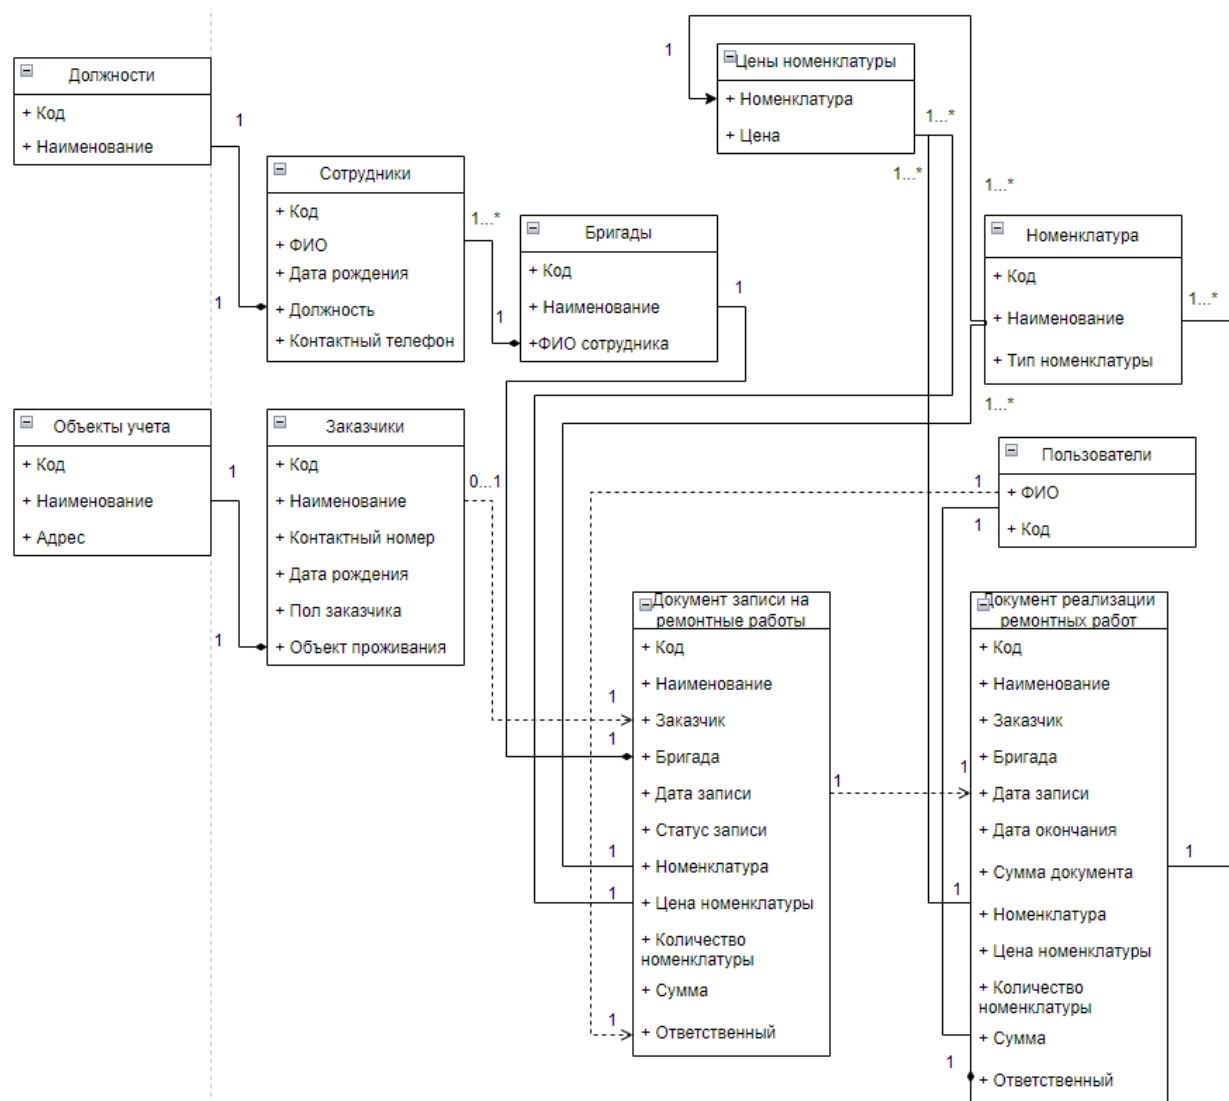 Должности
+ Код
+ Наименование
1
1
Сотрудники
+ Код
+ ФИО
+ Дата рождения
+ Должность
+ Контактный телефон
1...*
1
Бригады
+ Код
+ Наименование
+ФИО сотрудника
1
1
Цены номенклатуры
+ Номенклатура
+ Цена
1...*
1...*
1...*
Номенклатура
+ Код
+ Наименование
+ Тип номенклатуры
1...*
1...*
Объекты учета
+ Код
+ Наименование
+ Адрес
1
1
Заказчики
+ Код
+ Наименование
+ Контактный номер
+ Дата рождения
+ Пол заказчика
+ Объект проживания
0...1
Пользователи
+ ФИО
+ Код
1
1
Документ записи на
ремонтные работы
+ Код
+ Наименование
+ Заказчик
+ Бригада
+ Дата записи
+ Статус записи
+ Номенклатура
+ Цена номенклатуры
+ Количество
номенклатуры
+ Сумма
+ Ответственный
1
1
1
1
1
1
1
Документ реализации
ремонтных работ
+ Код
+ Наименование
+ Заказчик
+ Бригада
+ Дата записи
+ Дата окончания
+ Сумма документа
+ Номенклатура
+ Цена номенклатуры
+ Количество
номенклатуры
+ Сумма
+ Ответственный
1
1
1